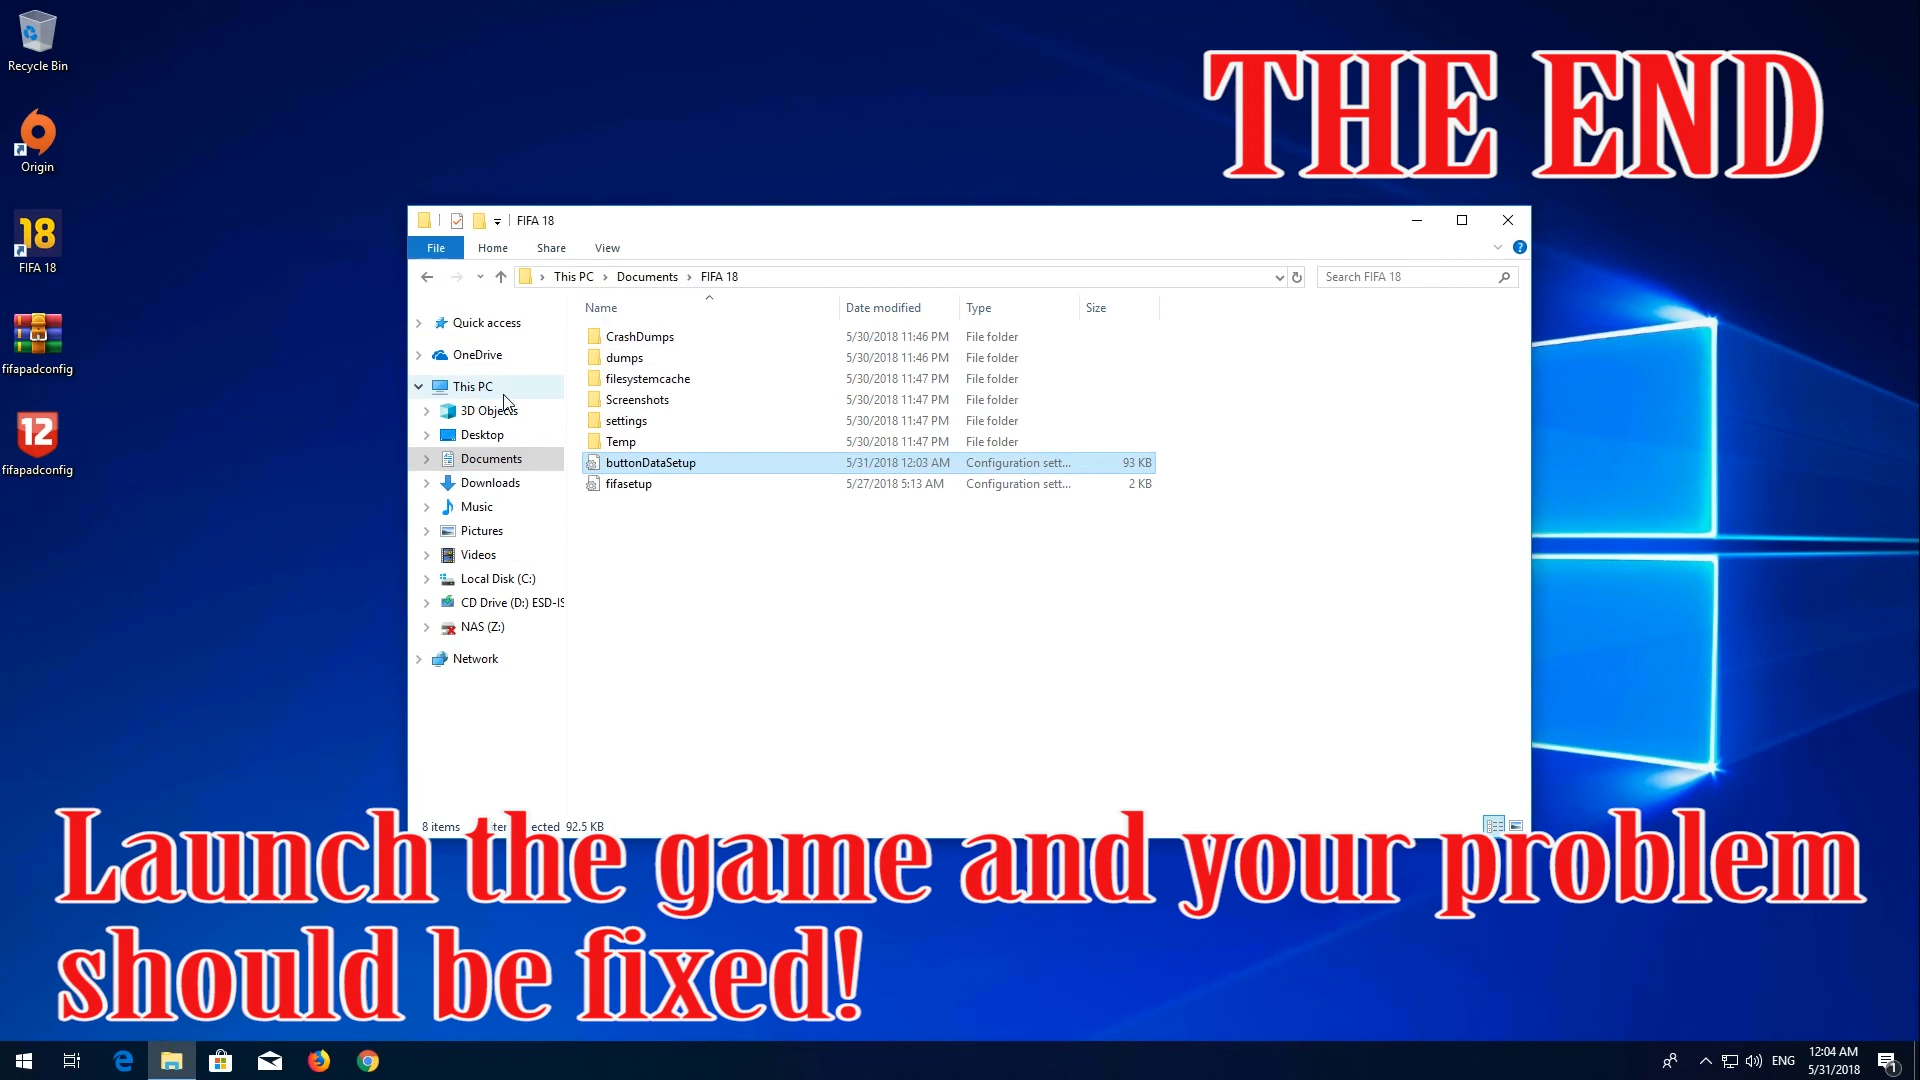 Recycle Bin
Origin
18
FIFA 18
fifapadconfig
12
fifapadconfig
THE END
FIFA 18
File Home Share View
This PC > Documents > FIFA 18
Search FIFA 18
Name Date modified Type Size
Quick access
OneDrive
This PC
3D Objects
Desktop
Documents
Downloads
Music
Pictures
Videos
Local Disk (C:)
CD Drive (D:) ESD-IS
NAS (Z:)
Network
CrashDumps 5/30/2018 11:46 PM File folder
dumps 5/30/2018 11:46 PM File folder
filesystemcache 5/30/2018 11:47 PM File folder
Screenshots 5/30/2018 11:47 PM File folder
settings 5/30/2018 11:47 PM File folder
Temp 5/30/2018 11:47 PM File folder
buttonDataSetup 5/31/2018 12:03 AM Configuration sett... 93 KB
fifasetup 5/27/2018 5:13 AM Configuration sett... 2 KB
8 items 92.5 KB
Launch the game and your problem
should be fixed!
ENG
12:04 AM
5/31/2018
1